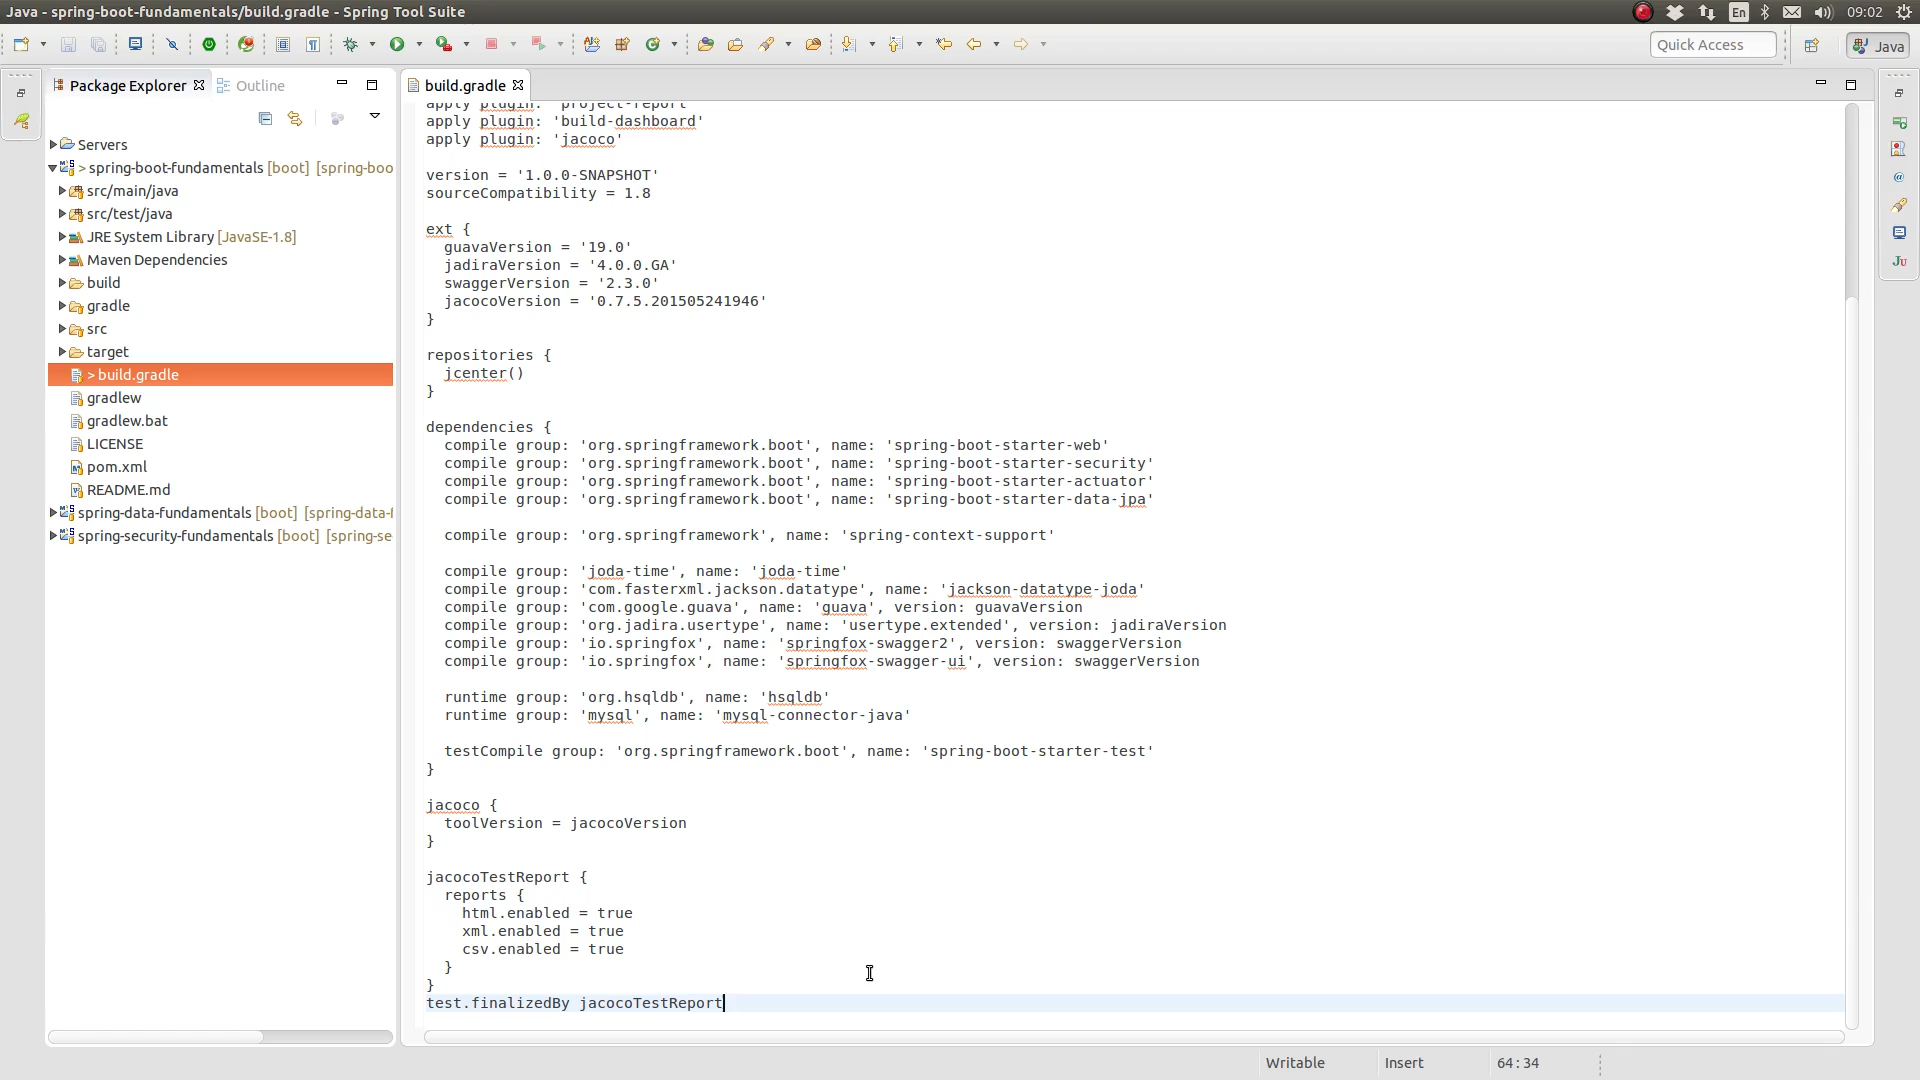 Java - spring-boot-fundamentals/build.gradle - Spring Tool Suite
En
09:02
Quick Access
Java
Package Explorer
Outline
build.gradle
Servers
> spring-boot-fundamentals [boot] [spring-boo
src/main/java
src/test/java
JRE System Library [JavaSE-1.8]
Maven Dependencies
build
gradle
src
target
> build.gradle
gradlew
gradlew.bat
LICENSE
pom.xml
README.md
spring-data-fundamentals [boot] [spring-data-f
spring-security-fundamentals [boot] [spring-se
apply plugin: 'project-report'
apply plugin: 'build-dashboard'
apply plugin: 'jacoco'
version = '1.0.0-SNAPSHOT'
sourceCompatibility = 1.8
ext {
guavaVersion = '19.0'
jadiraVersion = '4.0.0.GA'
swaggerVersion = '2.3.0'
jacocoVersion = '0.7.5.201505241946'
}
repositories {
jcenter()
}
dependencies {
compile group: 'org.springframework.boot', name: 'spring-boot-starter-web'
compile group: 'org.springframework.boot', name: 'spring-boot-starter-security'
compile group: 'org.springframework.boot', name: 'spring-boot-starter-actuator'
compile group: 'org.springframework.boot', name: 'spring-boot-starter-data-jpa'
compile group: 'org.springframework', name: 'spring-context-support'
compile group: 'joda-time', name: 'joda-time'
compile group: 'com.fasterxml.jackson.datatype', name: 'jackson-datatype-joda'
compile group: 'com.google.guava', name: 'guava', version: guavaVersion
compile group: 'org.jadira.usertype', name: 'usertype.extended', version: jadiraVersion
compile group: 'io.springfox', name: 'springfox-swagger2', version: swaggerVersion
compile group: 'io.springfox', name: 'springfox-swagger-ui', version: swaggerVersion
runtime group: 'org.hsqldb', name: 'hsqldb'
runtime group: 'mysql', name: 'mysql-connector-java'
testCompile group: 'org.springframework.boot', name: 'spring-boot-starter-test'
}
jacoco {
toolVersion = jacocoVersion
}
jacocoTestReport {
reports {
html.enabled = true
xml.enabled = true
csv.enabled = true
}
}
test.finalizedBy jacocoTestReport
Writable
Insert
64:34